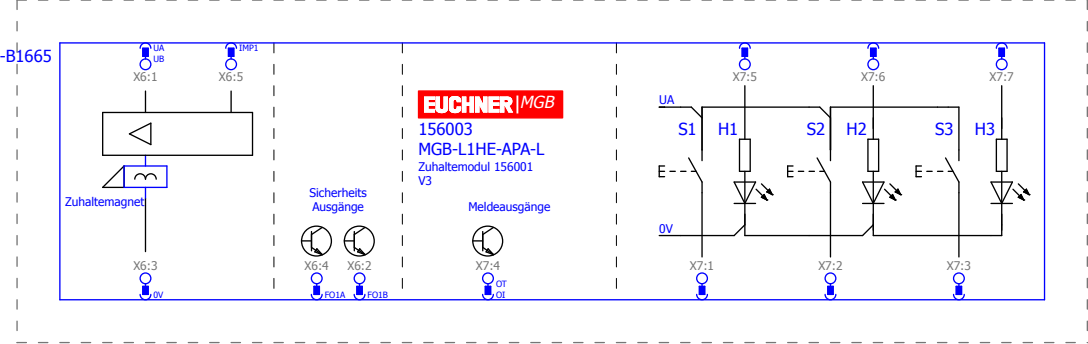 -B1665
UA
UB
X6:1
IMP1
X6:5
Zuhaltemagnet
X6:3
0V
Sicherheits
Ausgänge
X6:4
X6:2
FO1A
FO1B
EUCHNER|MGB
156003
MGB-L1HE-APA-L
Zuhaltemodul 156001
V3
Meldeausgänge
X7:4
OT
OI
X7:5
X7:6
X7:7
UA
S1
H1
S2
H2
S3
H3
0V
X7:1
X7:2
X7:3